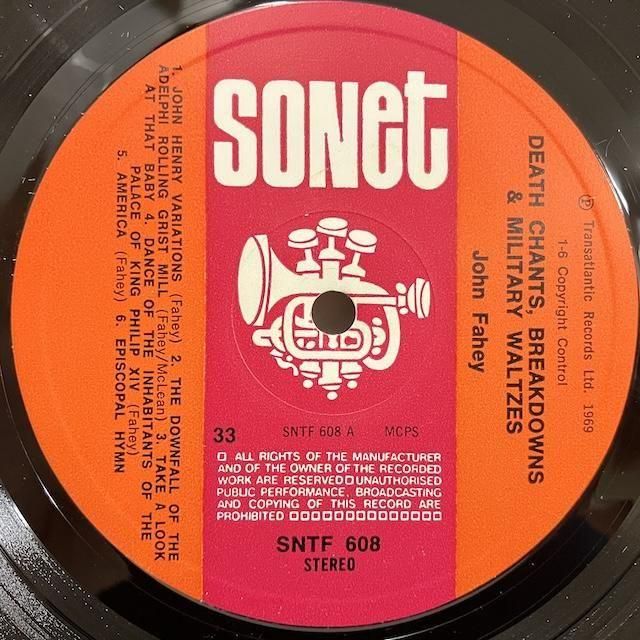 SONet
DEATH CHANTS, BREAKDOWNS
& MILITARY WALTZES
John Fahey
Ⓟ Transatlantic Records Ltd. 1969
1-6 Copyright Control
1. JOHN HENRY VARIATIONS (Fahey) 2. THE DOWNFALL OF THE
ADELPHI ROLLING GRIST MILL (Fahey/McLean) 3. TAKE A LOOK
AT THAT BABY 4. DANCE OF THE INHABITANTS OF THE
PALACE OF KING PHILIP XIV (Fahey)
5. AMERICA (Fahey) 6. EPISCOPAL HYMN
33 SNTF 608 A MCPS
□ ALL RIGHTS OF THE MANUFACTURER
AND OF THE OWNER OF THE RECORDED
WORK ARE RESERVED □ UNAUTHORISED
PUBLIC PERFORMANCE, BROADCASTING
AND COPYING OF THIS RECORD ARE
PROHIBITED □□□□□□□□□□□□□
SNTF 608
STEREO